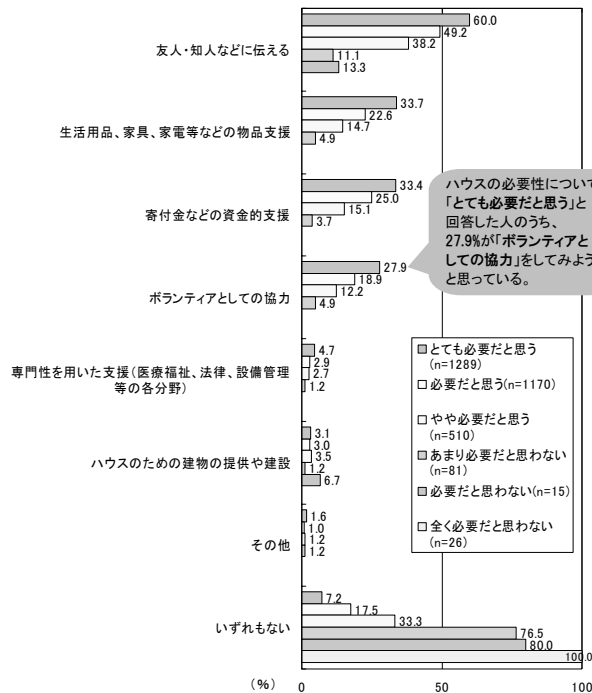 友人・知人などに伝える
60.0
49.2
38.2
11.1
13.3
生活用品、家具、家電等などの物品支援
33.7
22.6
14.7
4.9
寄付金などの資金的支援
33.4
25.0
15.1
3.7
ハウスの必要性について
「とても必要だと思う」と
回答した人のうち、
27.9%が「ボランティアと
しての協力」をしてみよう
と思っている。
ボランティアとしての協力
27.9
18.9
12.2
4.9
専門性を用いた支援(医療福祉、法律、設備管理
等の各分野)
4.7
2.9
2.7
1.2
ハウスのための建物の提供や建設
3.1
3.0
3.5
1.2
6.7
その他
1.6
1.0
1.2
1.2
いずれもない
7.2
17.5
33.3
76.5
80.0
100.0
とても必要だと思う
(n=1289)
必要だと思う(n=1170)
やや必要だと思う
(n=510)
あまり必要だと思わない
(n=81)
必要だと思わない(n=15)
全く必要だと思わない
(n=26)
(%) 0 50 100